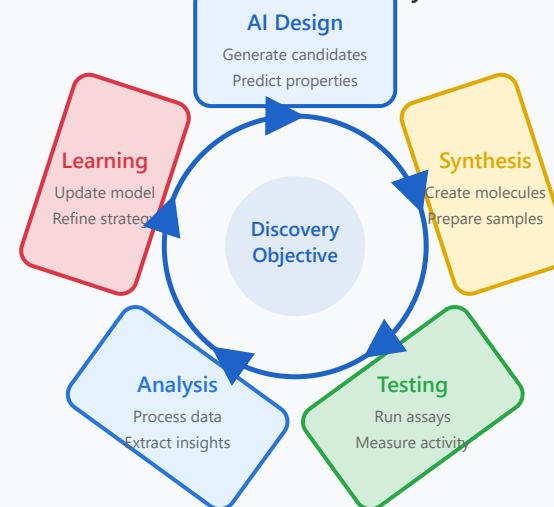 AI Design
Generate candidates
Predict properties
Synthesis
Create molecules
Prepare samples
Testing
Run assays
Measure activity
Analysis
Process data
Extract insights
Learning
Update model
Refine strategy
Discovery
Objective